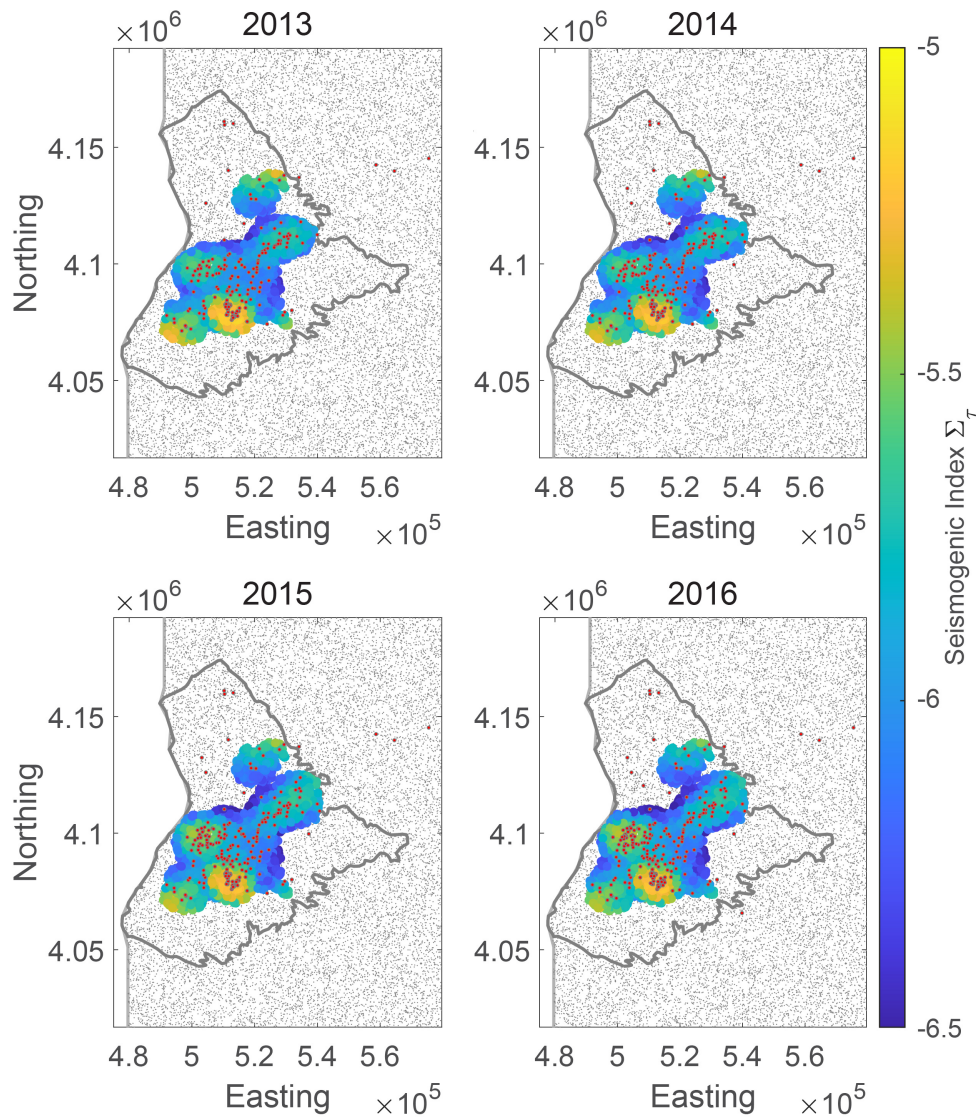 ×10⁶ 2013
×10⁶ 2014
4.15
4.1
4.05
Northing
4.8 5 5.2 5.4 5.6
Easting ×10⁵
4.15
4.1
4.05
4.8 5 5.2 5.4 5.6
Easting ×10⁵
×10⁶ 2015
×10⁶ 2016
4.15
4.1
4.05
Northing
4.8 5 5.2 5.4 5.6
Easting ×10⁵
4.15
4.1
4.05
4.8 5 5.2 5.4 5.6
Easting ×10⁵
-5
-5.5
-6
-6.5
Seismogenic Index Σ_τ